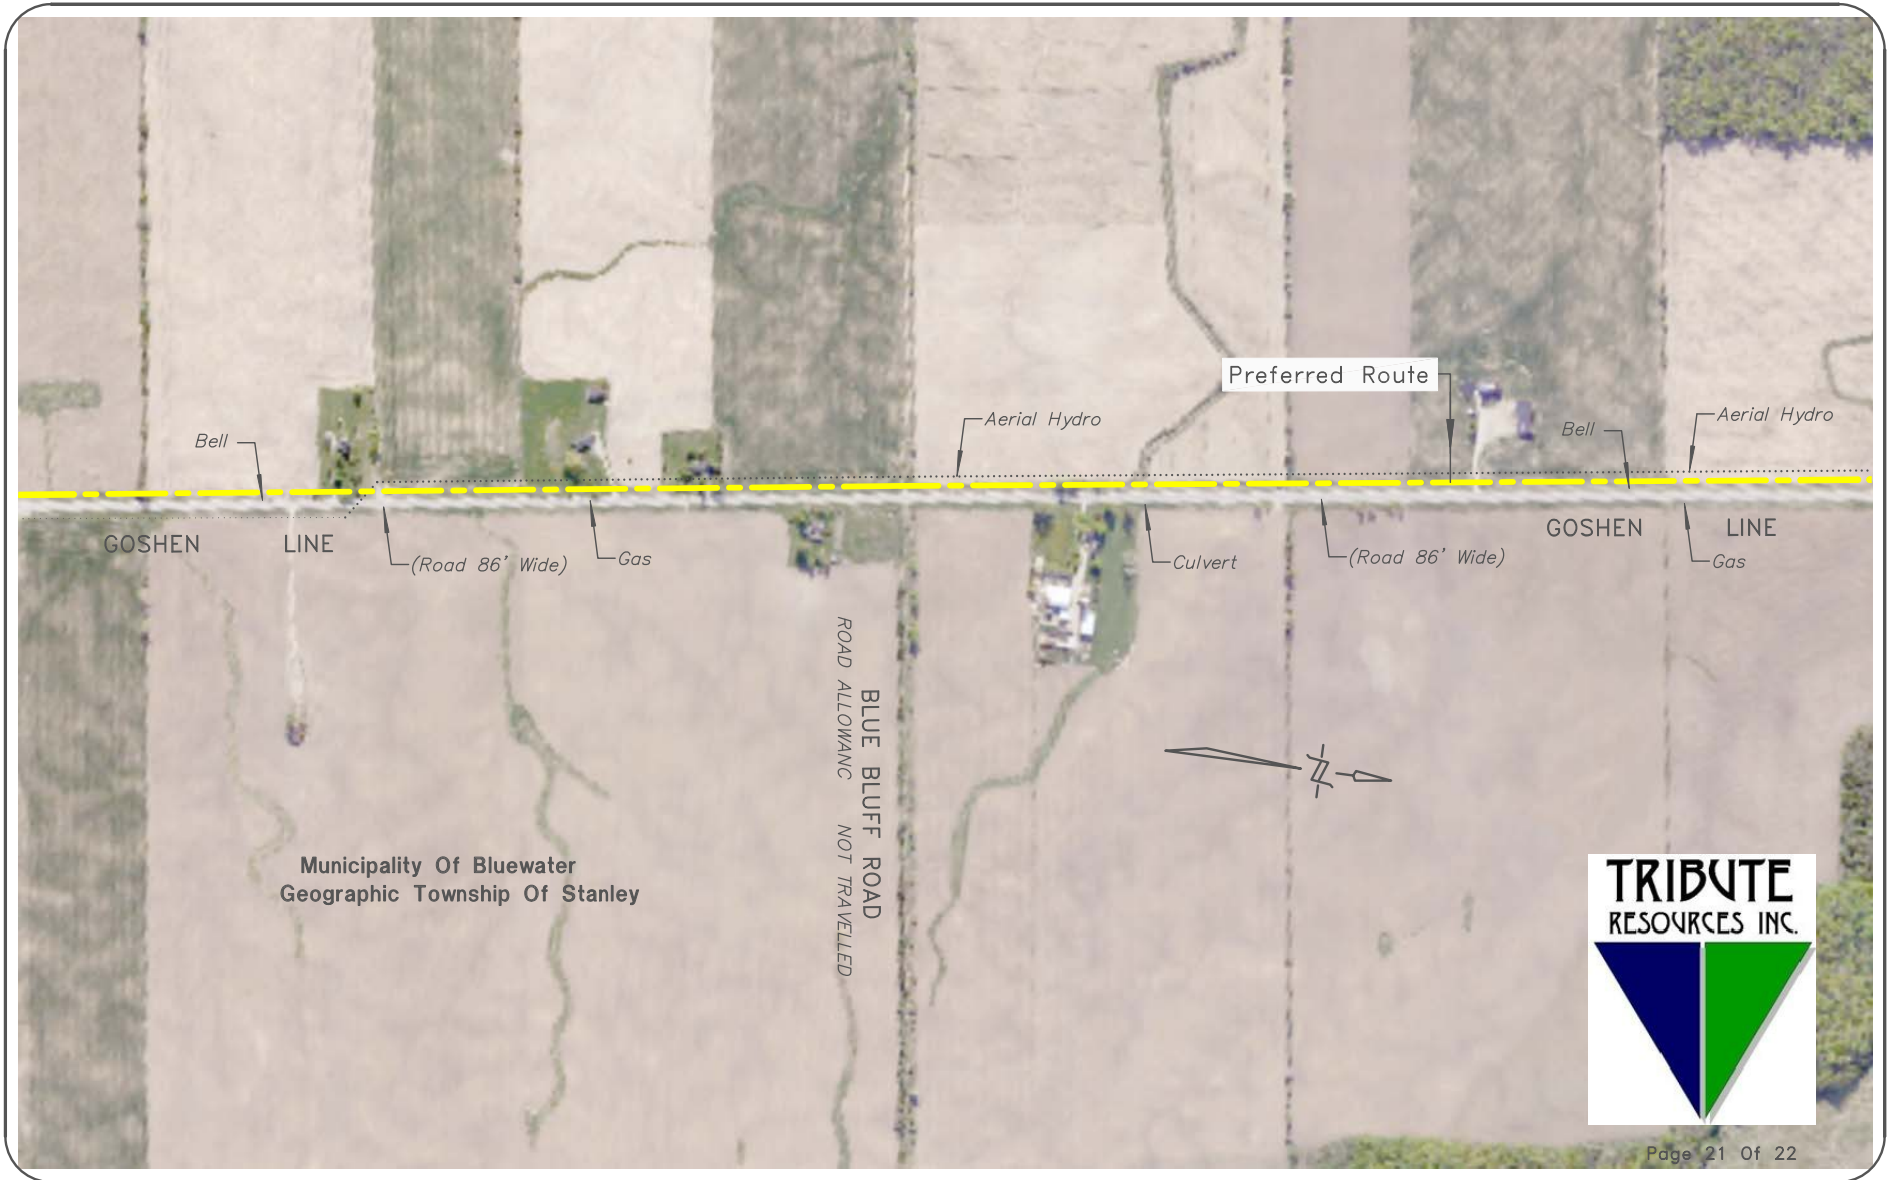 Preferred Route
Aerial Hydro
Aerial Hydro
Bell
Bell
GOSHEN LINE
(Road 86' Wide)
Gas
Culvert
(Road 86' Wide)
GOSHEN LINE
Gas
BLUE BLUFF ROAD
ROAD ALLOWANC NOT TRAVELLED
N
Municipality Of Bluewater
Geographic Township Of Stanley
TRIBUTE
RESOURCES INC.
Page 21 Of 22